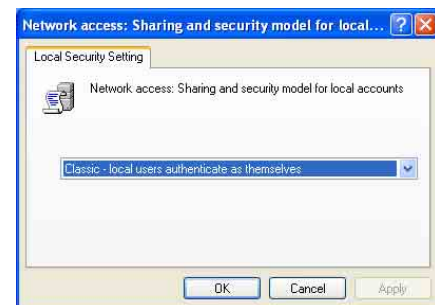 Network access: Sharing and security model for local...
Local Security Setting
Network access: Sharing and security model for local accounts
Classic - local users authenticate as themselves
OK Cancel Apply